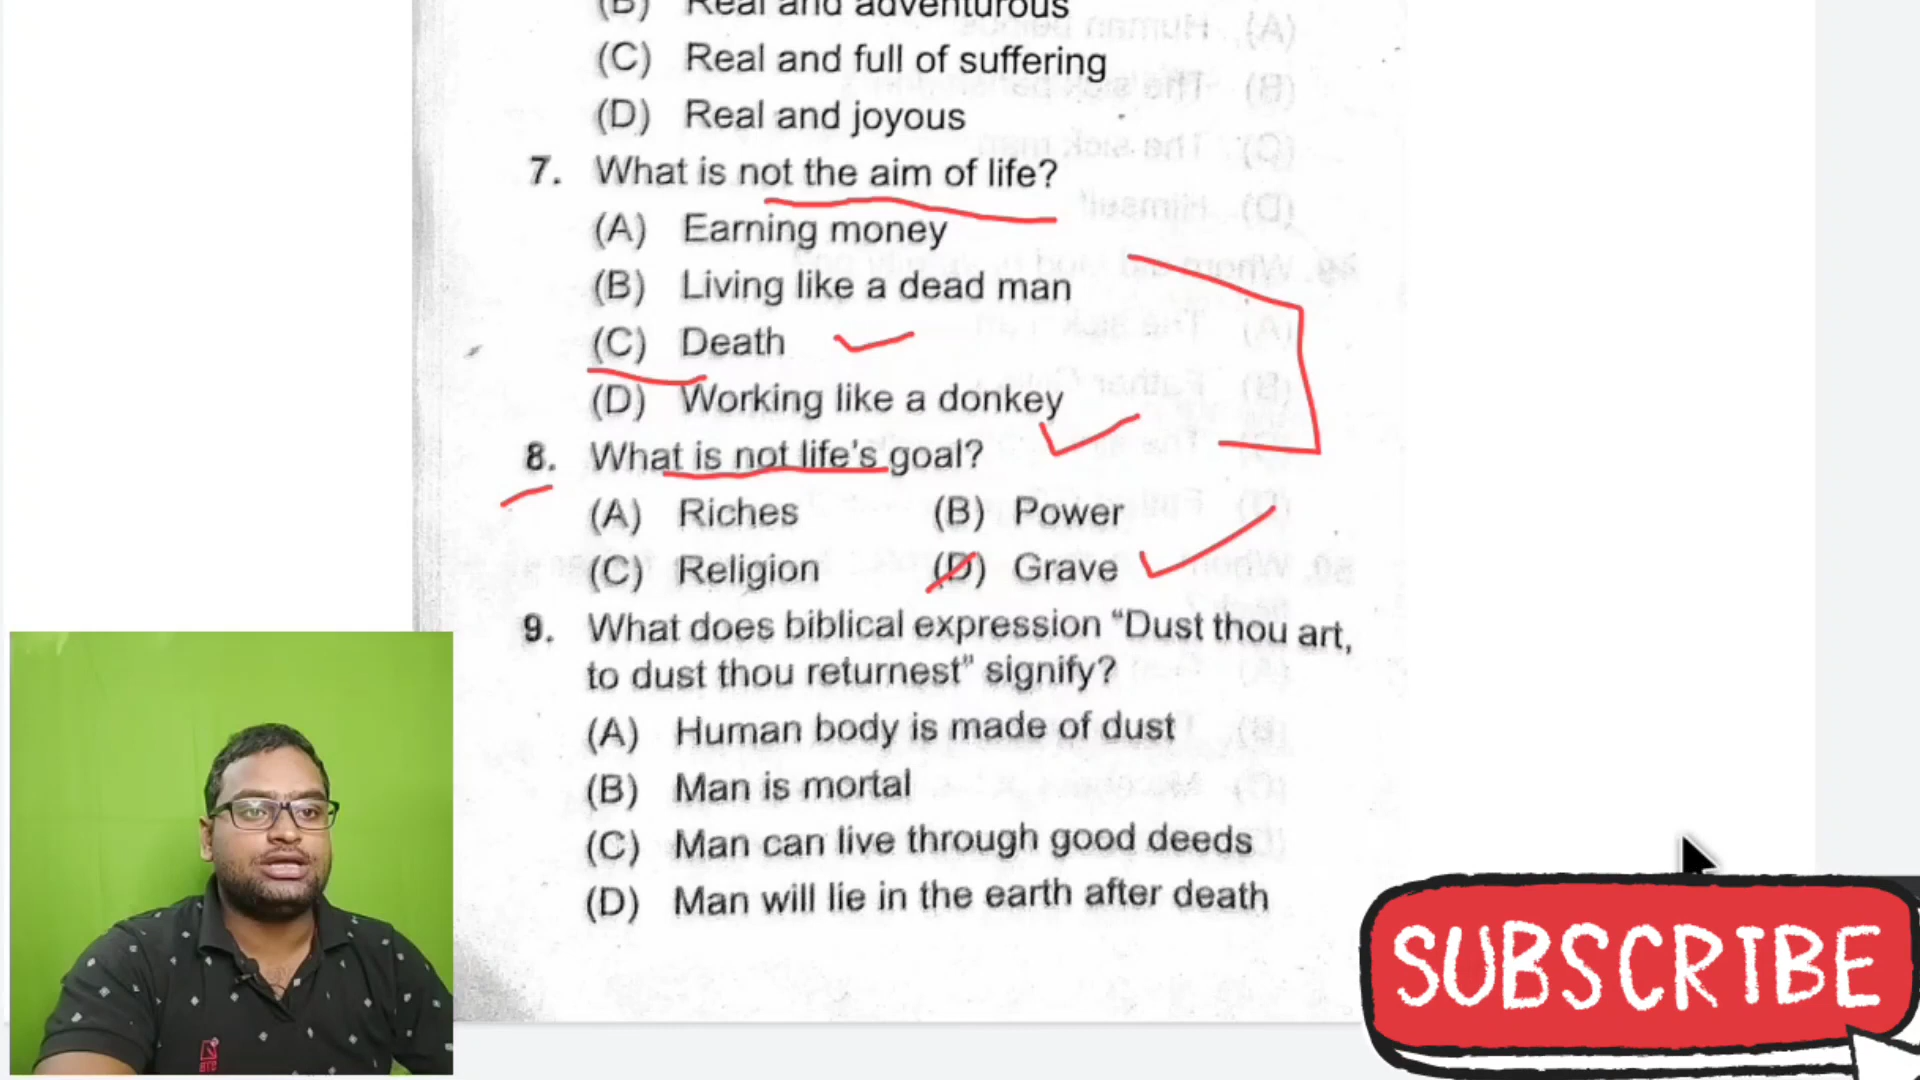 (B) Real and adventurous
(C) Real and full of suffering
(D) Real and joyous
7. What is not the aim of life?
(A) Earning money
(B) Living like a dead man
(C) Death
(D) Working like a donkey
8. What is not life's goal?
(A) Riches (B) Power
(C) Religion (D) Grave
9. What does biblical expression “Dust thou art,
to dust thou returnest” signify?
(A) Human body is made of dust
(B) Man is mortal
(C) Man can live through good deeds
(D) Man will lie in the earth after death
SUBSCRIBE